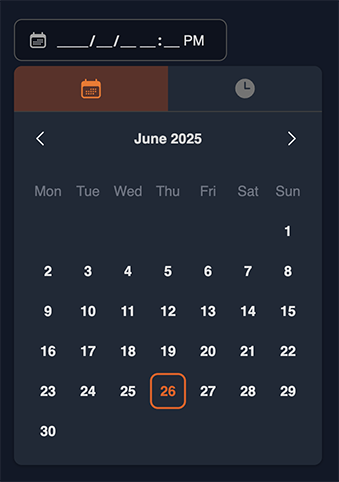 ____/__/__ __:__ PM
June 2025
Mon Tue Wed Thu Fri Sat Sun
1
2 3 4 5 6 7 8
9 10 11 12 13 14 15
16 17 18 19 20 21 22
23 24 25 26 27 28 29
30